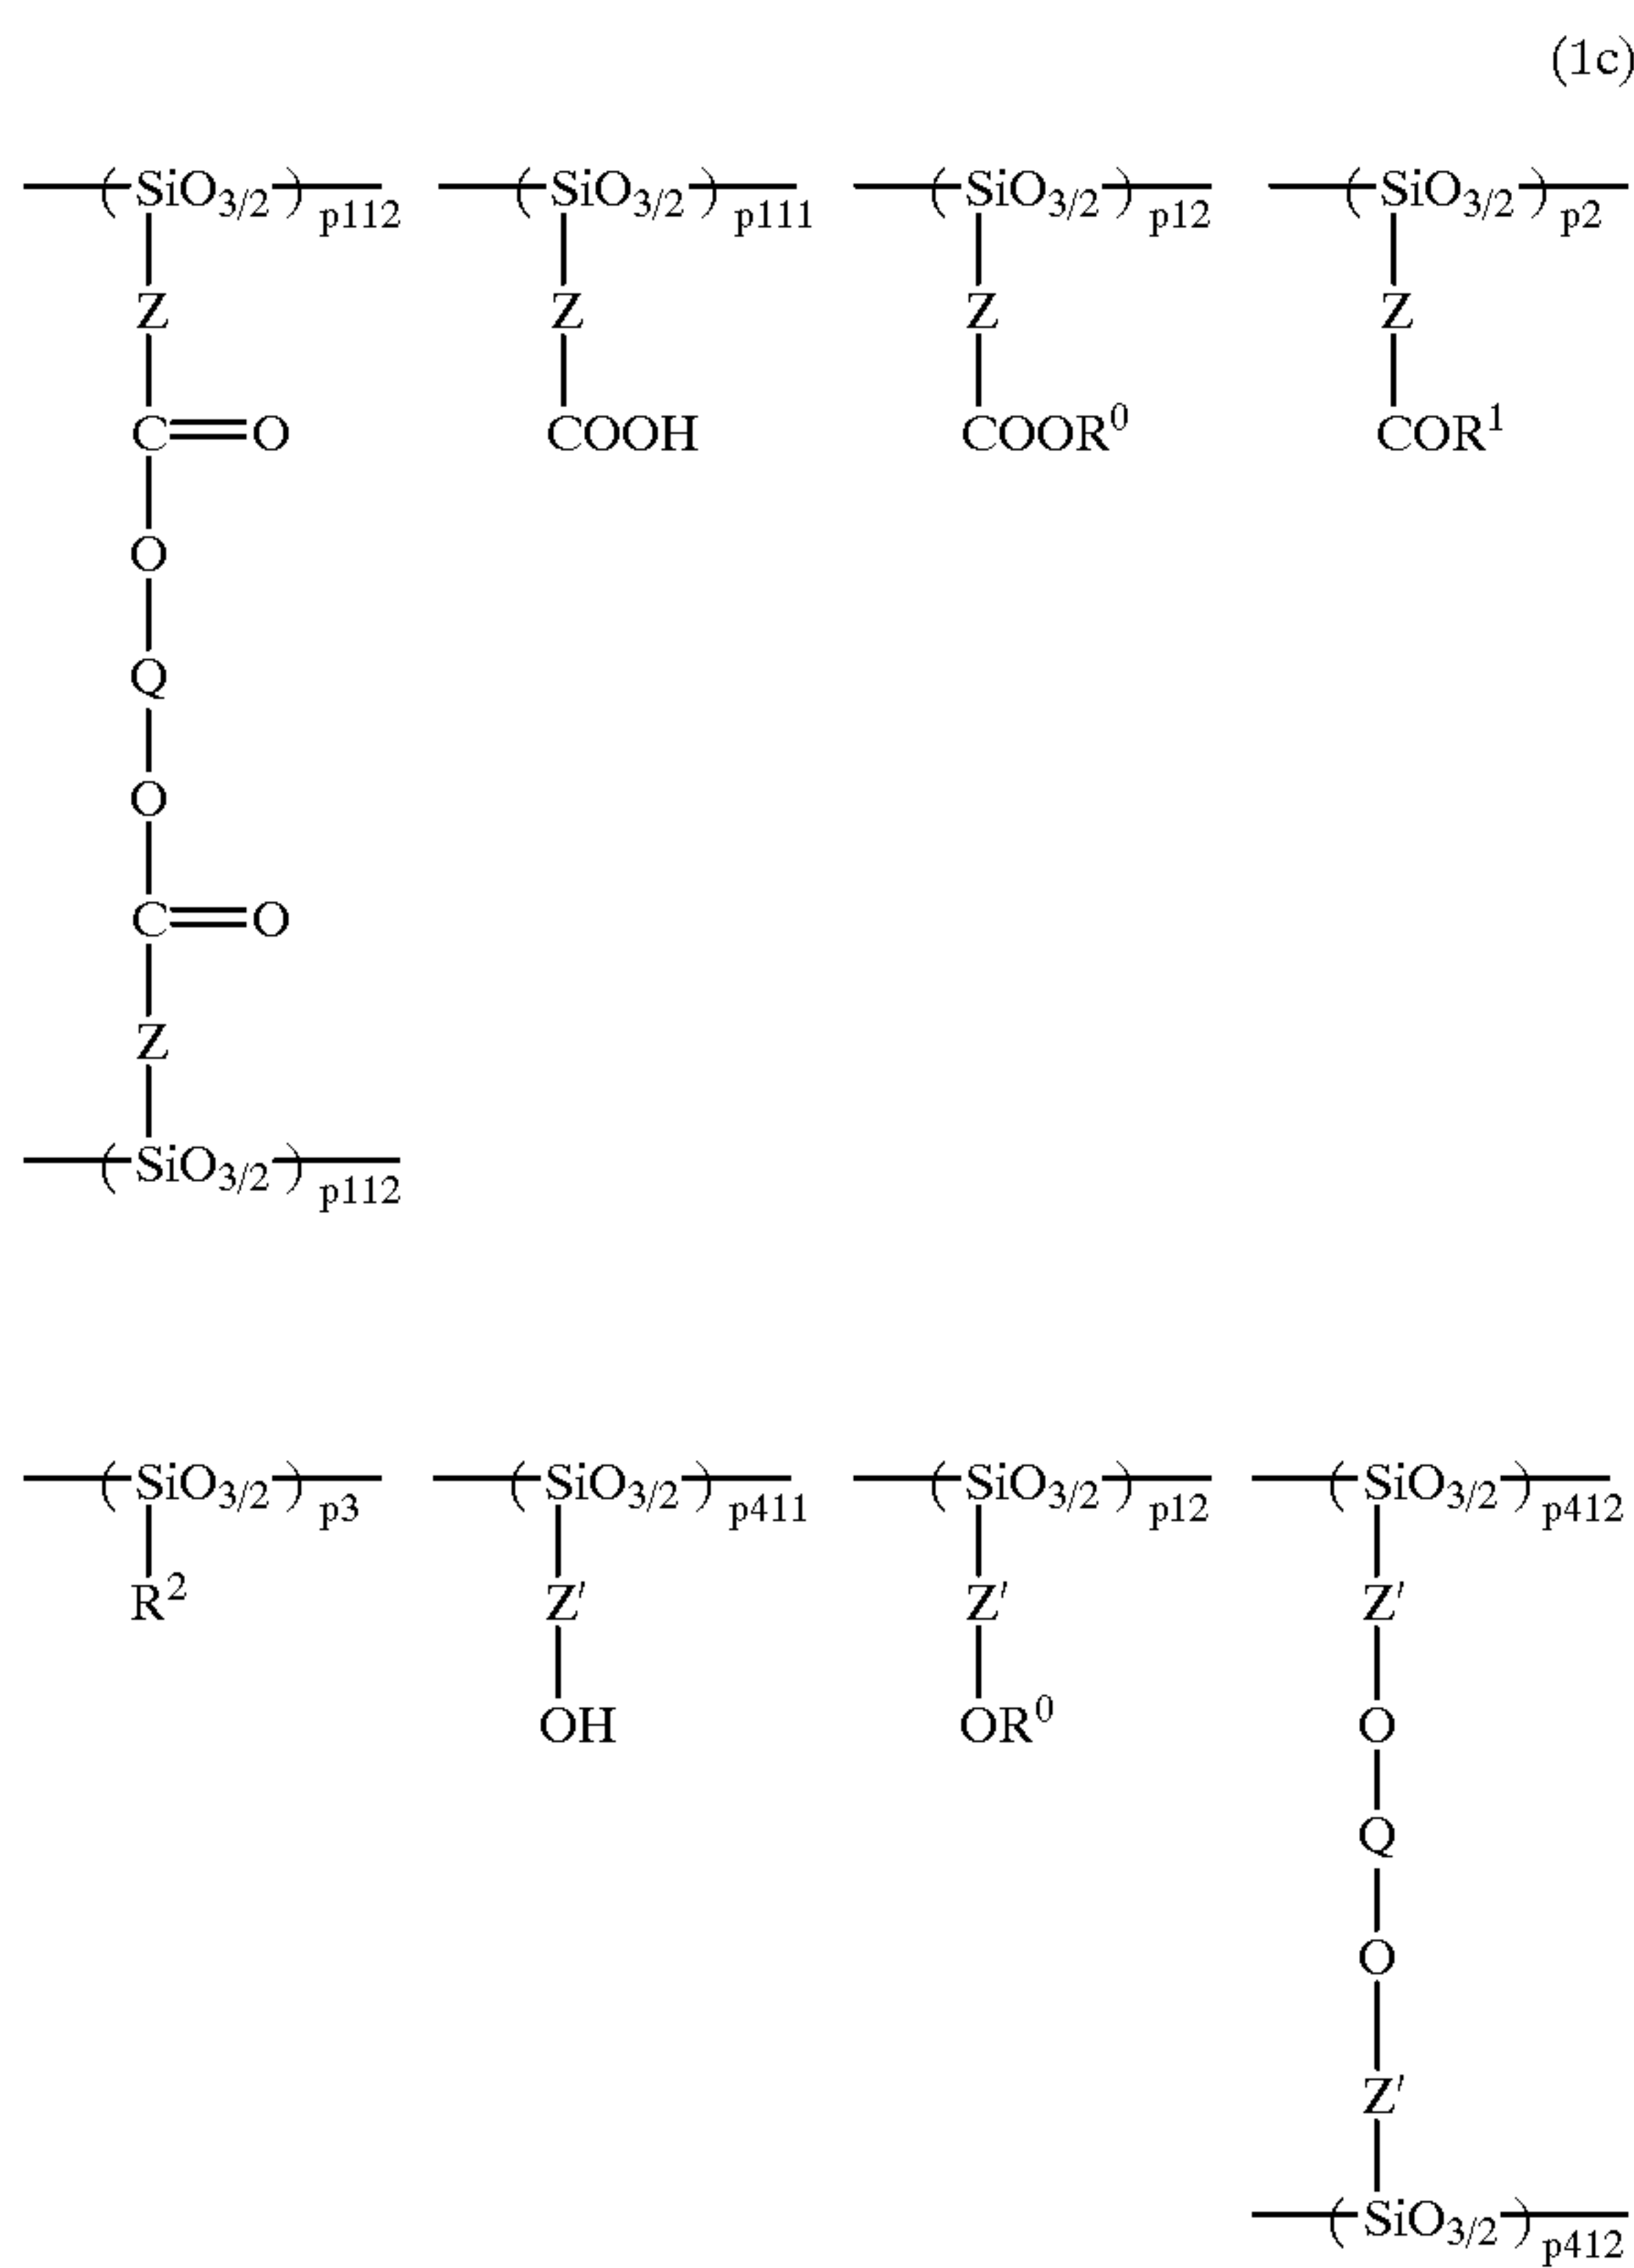 (1c)
( SiO3/2 )p112 ( SiO3/2 )p111 ( SiO3/2 )p12 ( SiO3/2 )p2
Z Z Z Z
C=O COOH COOR⁰ COR¹
O
Q
O
C=O
Z
( SiO3/2 )p112
( SiO3/2 )p3 ( SiO3/2 )p411 ( SiO3/2 )p12 ( SiO3/2 )p412
R² Z' Z' Z'
OH OR⁰ O
Q
O
Z'
( SiO3/2 )p412